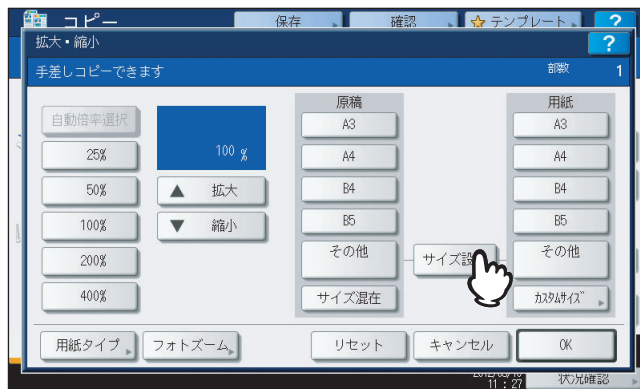 コピー 保存 確認 テンプレート ?
拡大・縮小 ?
手差しコピーできます 部数 1
原稿 用紙
自動倍率選択 100 % A3 A3
25% A4 A4
50% 拡大 B4 B4
100% 縮小 B5 B5
200% その他 サイズ設 その他
400% サイズ混在 カスタムサイズ
用紙タイプ フォトズーム リセット キャンセル OK
11:27 状況確認